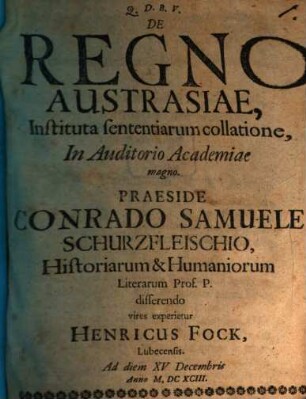 Q. D. B. V.
DE
REGNO
AUSTRASIAE,
Instituta sententiarum collatione,
In Auditorio Academiae
magno.
PRAESIDE
CONRADO SAMUELE
SCHURZFLEISCHIO,
Historiarum & Humaniorum
Literarum Prof. P.
disserendo
vires experietur
HENRICUS FOCK,
Lubecensis.
Ad diem XV Decembris
Anno M, DC XCIII.